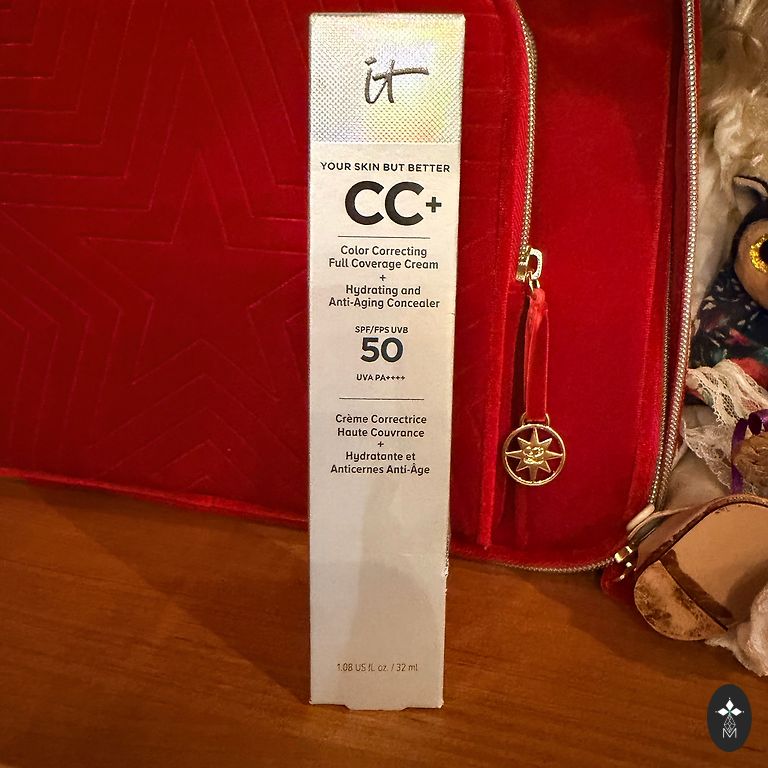 it
YOUR SKIN BUT BETTER
CC+
Color Correcting
Full Coverage Cream
+
Hydrating and
Anti-Aging Concealer
SPF/FPS UVB
50
UVA PA++++
Crème Correctrice
Haute Couvrance
+
Hydratante et
Anticernes Anti-Âge
1.08 US fL oz. / 32 ml
M